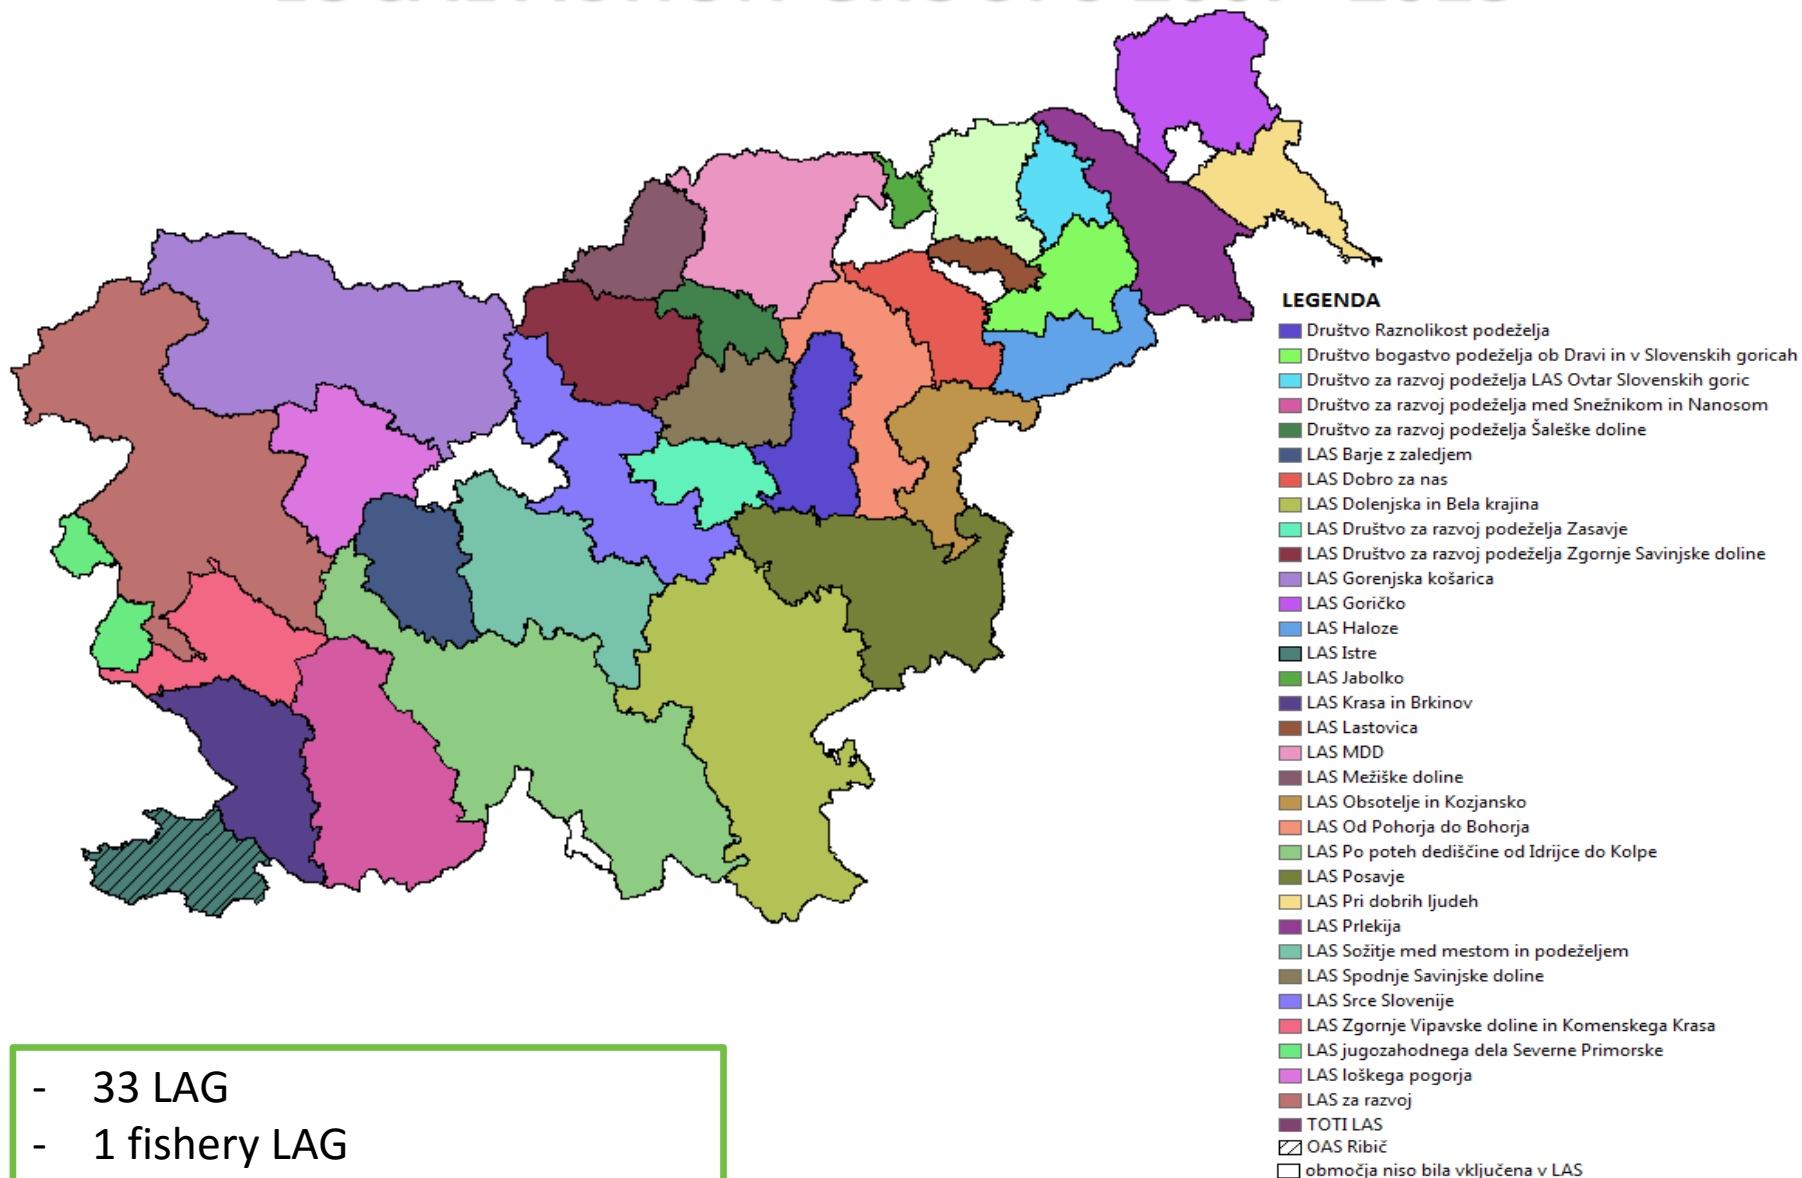 LEGENDA
Društvo Raznolikost podeželja
Društvo bogastvo podeželja ob Dravi in v Slovenskih goricah
Društvo za razvoj podeželja LAS Ovtar Slovenskih goric
Društvo za razvoj podeželja med Snežnikom in Nanosom
Društvo za razvoj podeželja Šaleške doline
LAS Barje z zaledjem
LAS Dobro za nas
LAS Dolenjska in Bela krajina
LAS Društvo za razvoj podeželja Zasavje
LAS Društvo za razvoj podeželja Zgornje Savinjske doline
LAS Gorenjska košarica
LAS Goričko
LAS Haloze
LAS Istre
LAS Jabolko
LAS Krasa in Brkinov
LAS Lastovica
LAS MDD
LAS Mežiške doline
LAS Obsotelje in Kozjansko
LAS Od Pohorja do Bohorja
LAS Po poteh dediščine od Idrijce do Kolpe
LAS Posavje
LAS Pri dobrih ljudeh
LAS Prlekija
LAS Sožitje med mestom in podeželjem
LAS Spodnje Savinjske doline
LAS Srce Slovenije
LAS Zgornje Vipavske doline in Komenskega Krasa
LAS jugozahodnega dela Severne Primorske
LAS loškega pogorja
LAS za razvoj
TOTI LAS
OAS Ribič
območja niso bila vključena v LAS
- 33 LAG
- 1 fishery LAG